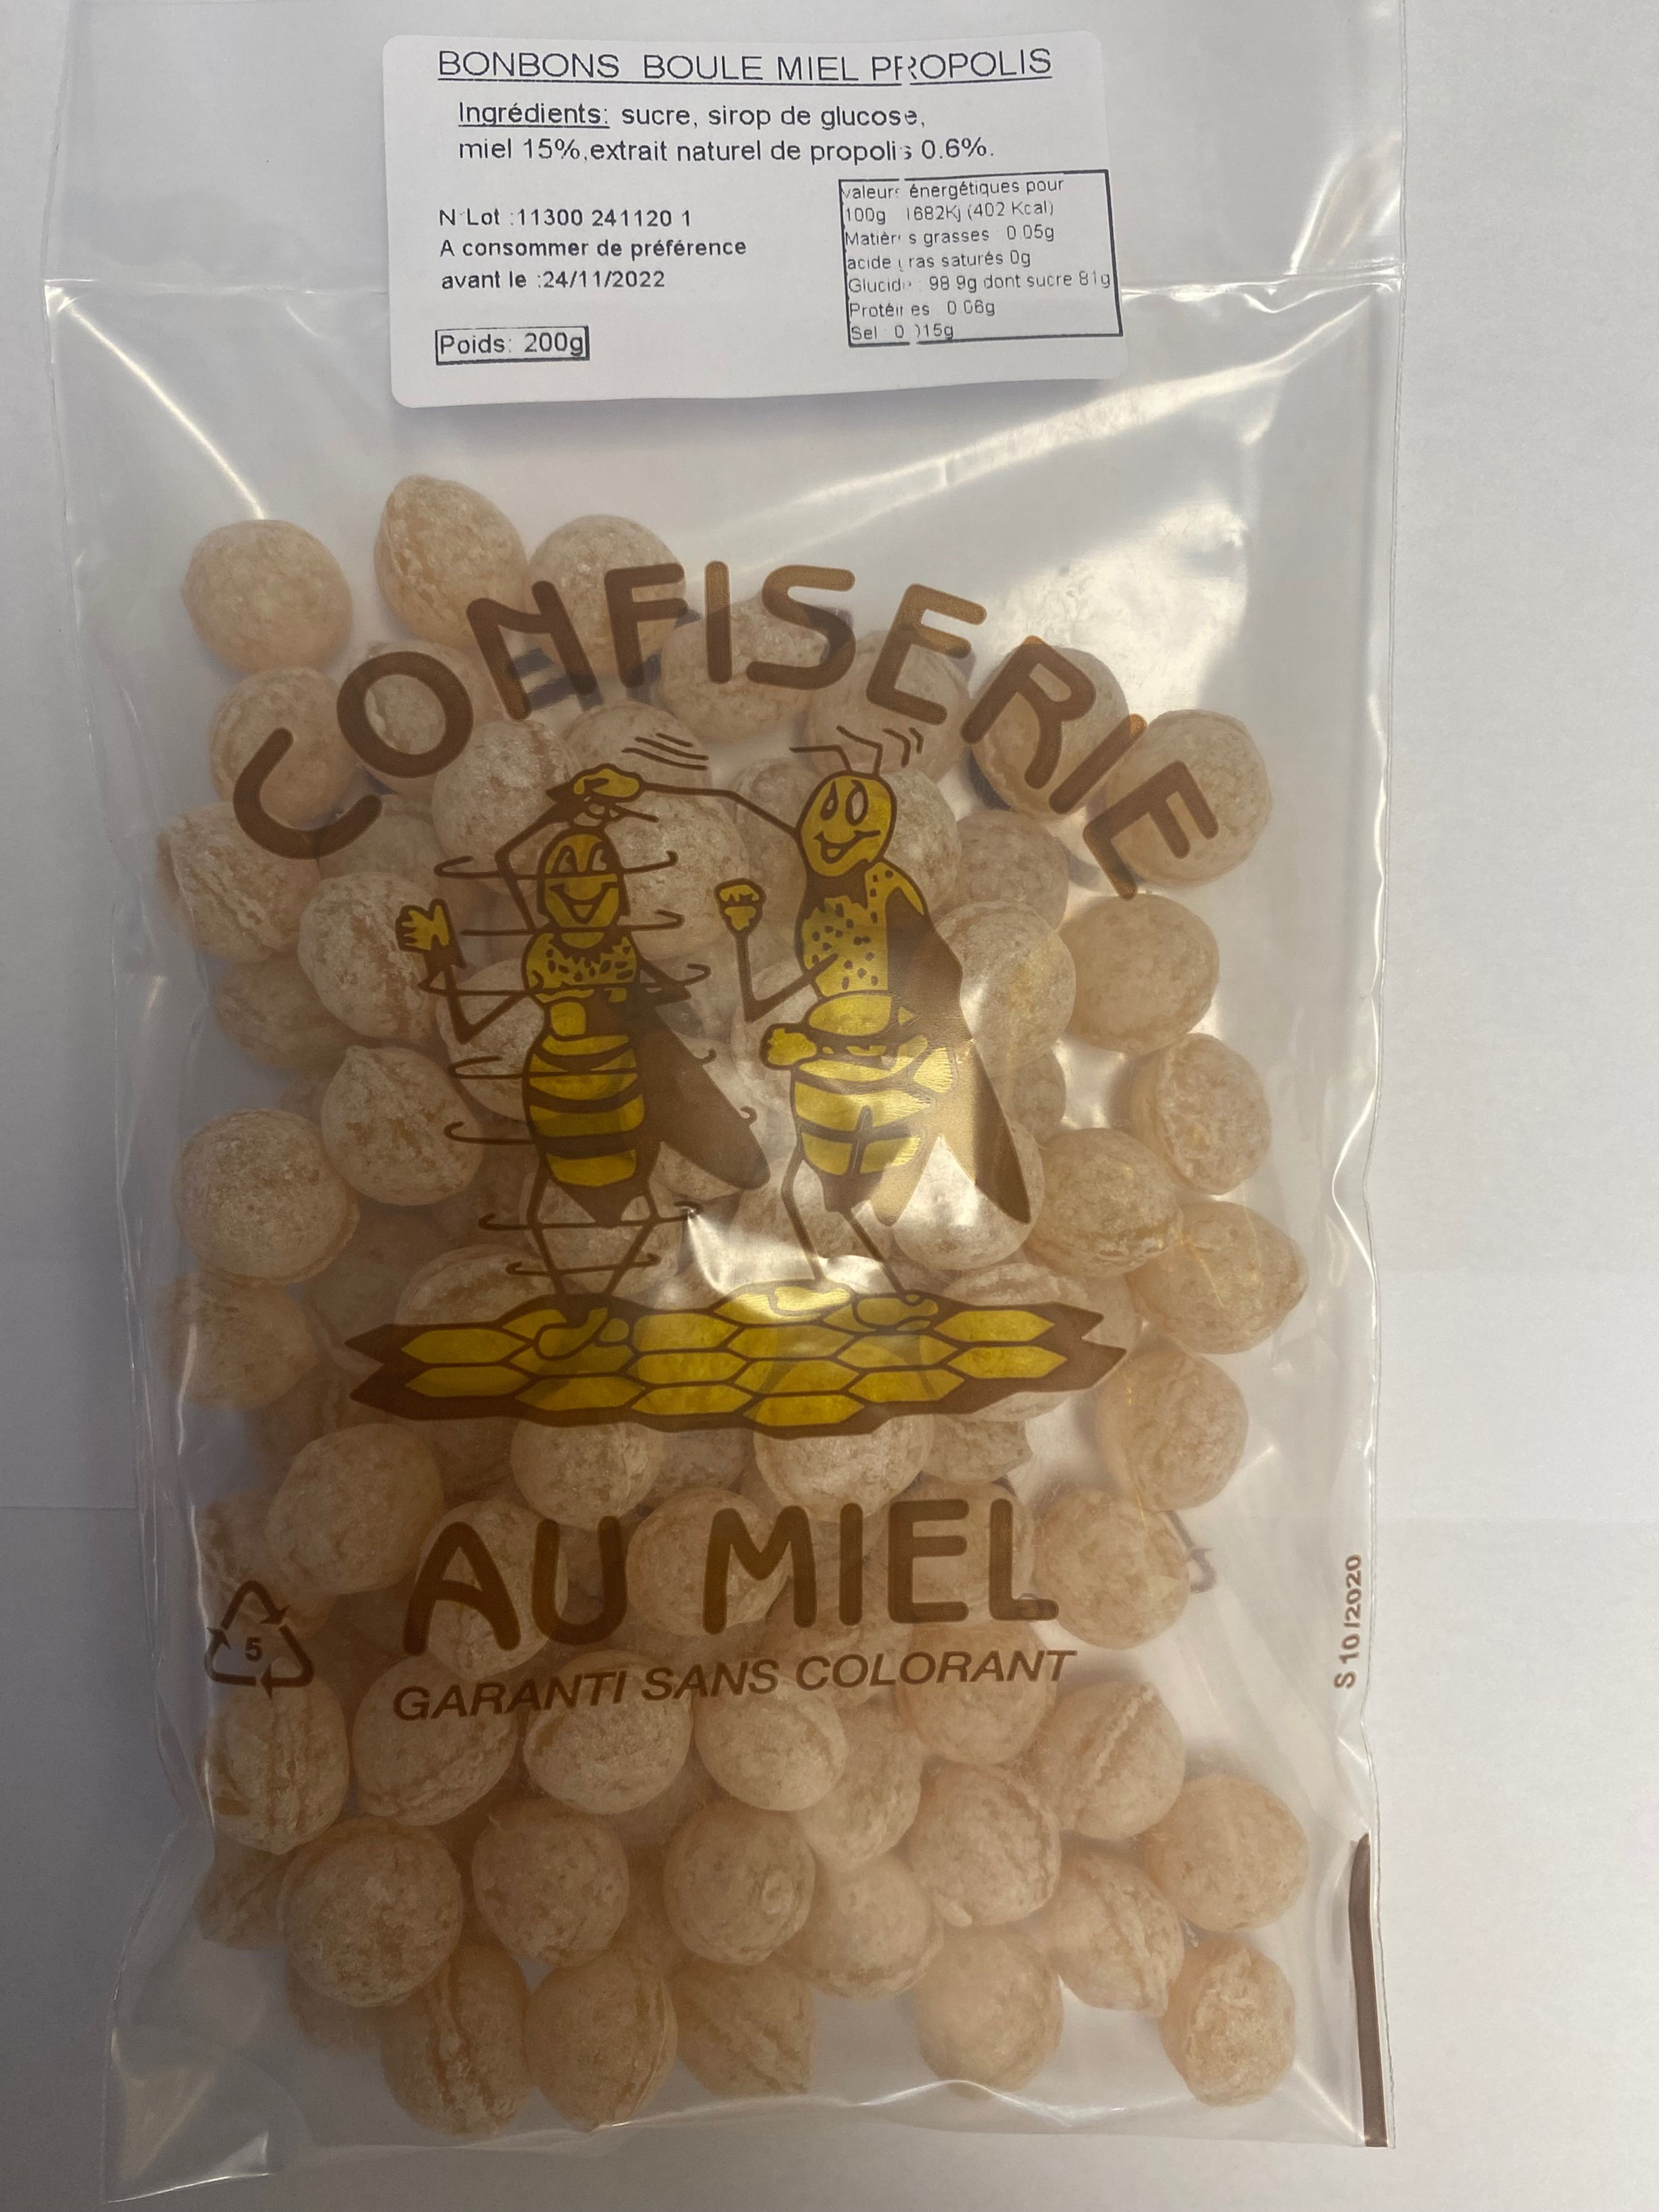 BONBONS BOULE MIEL PROPOLIS
Ingrédients: sucre, sirop de glucose,
miel 15%,extrait naturel de propolis 0.6%.
N Lot :11300 241120 1
A consommer de préférence
avant le :24/11/2022
Poids: 200g
valeurs énergétiques pour
100g 1682Kj (402 Kcal)
Matières grasses 0.05g
acide gras saturés 0g
Glucides : 98.9g dont sucre 81g
Protéines 0.06g
Sel : 0.015g
CONFISERIE
AU MIEL
GARANTI SANS COLORANT
5
S 10/2020